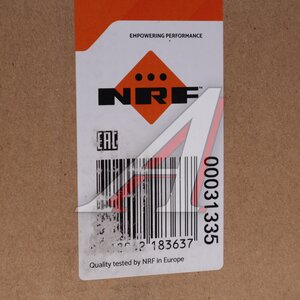 EMPOWERING PERFORMANCE
NRF
EAC
00031335
183637
Quality tested by NRF in Europe